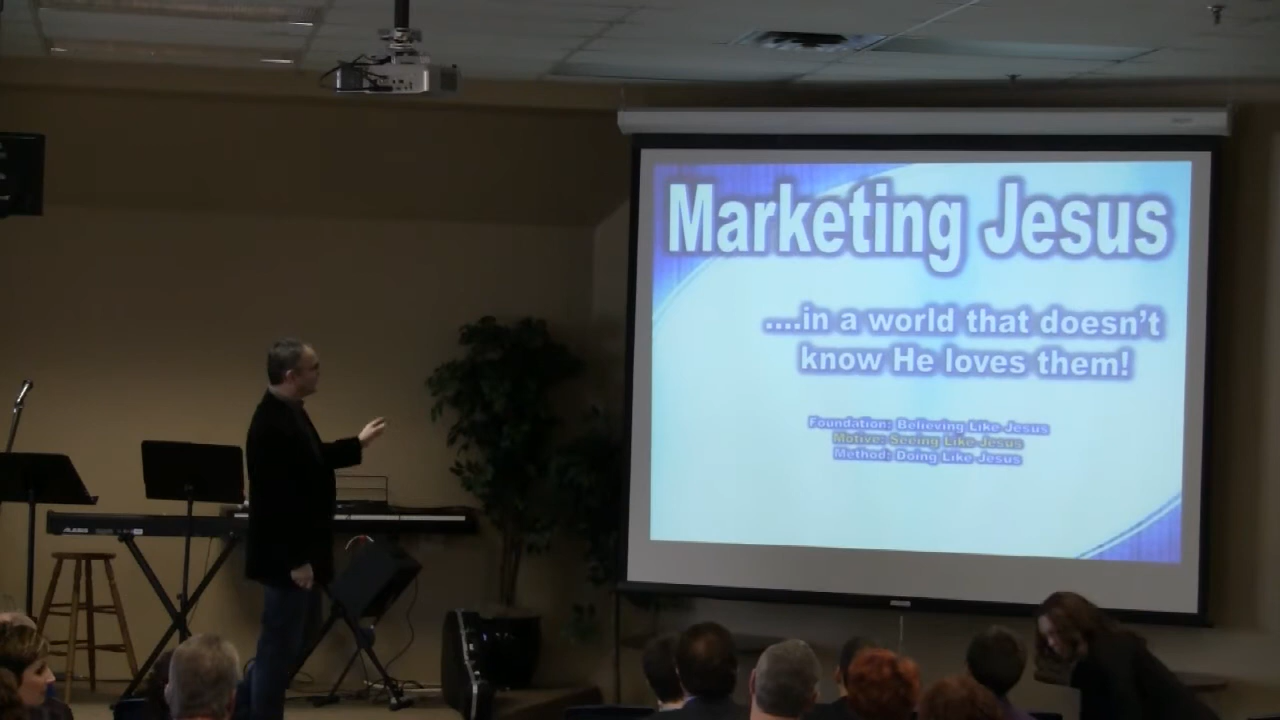 Marketing Jesus
....in a world that doesn't
know He loves them!
Foundation: Believing Like Jesus
Motive: Seeing Like Jesus
Method: Doing Like Jesus
ALESIS